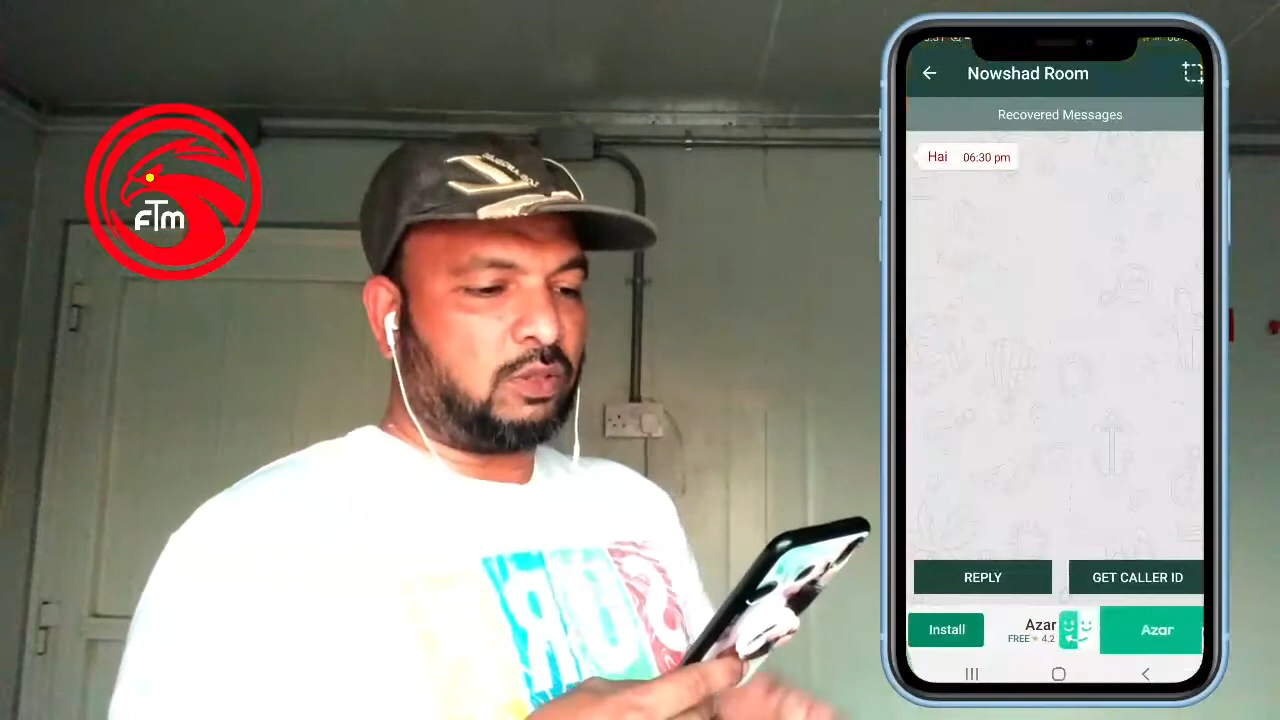 FTM
Nowshad Room
Recovered Messages
Hai 06:30 pm
REPLY
GET CALLER ID
Install
Azar
FREE 4.2
Azar